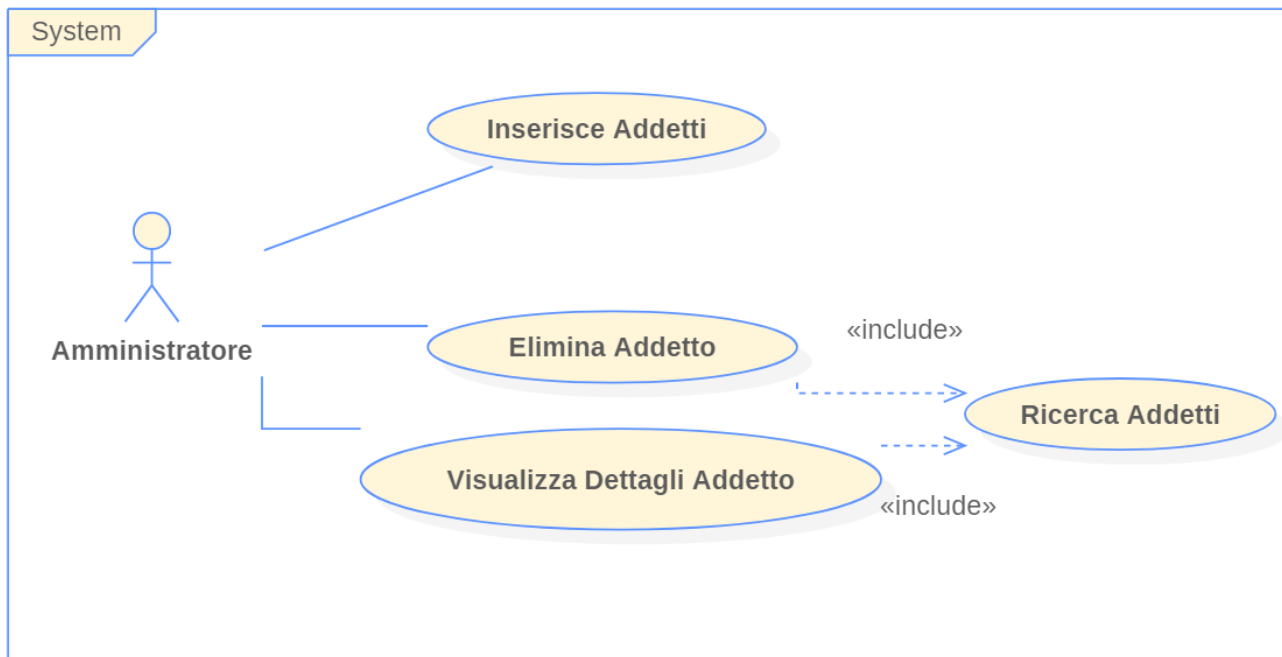 System
Inserisce Addetti
Amministratore
Elimina Addetto
«include»
Ricerca Addetti
Visualizza Dettagli Addetto
«include»